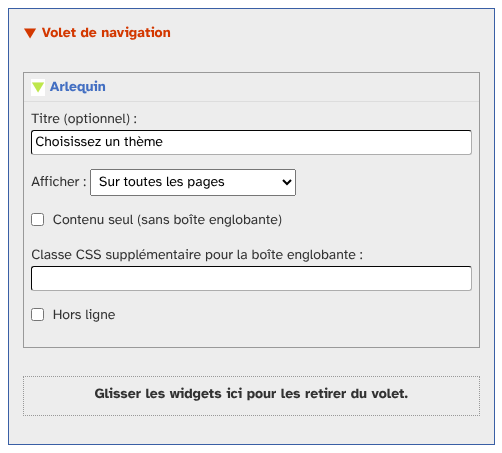 Volet de navigation
Arlequin
Titre (optionnel) :
Choisissez un thème
Afficher : Sur toutes les pages
Contenu seul (sans boîte englobante)
Classe CSS supplémentaire pour la boîte englobante :
Hors ligne
Glisser les widgets ici pour les retirer du volet.